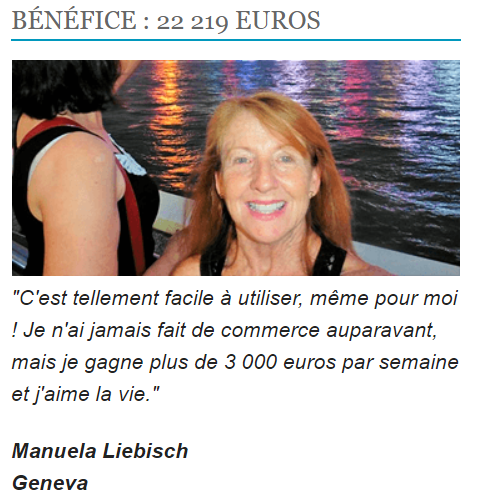 BÉNÉFICE : 22 219 EUROS
"C'est tellement facile à utiliser, même pour moi
! Je n'ai jamais fait de commerce auparavant,
mais je gagne plus de 3 000 euros par semaine
et j'aime la vie."
Manuela Liebisch
Geneva